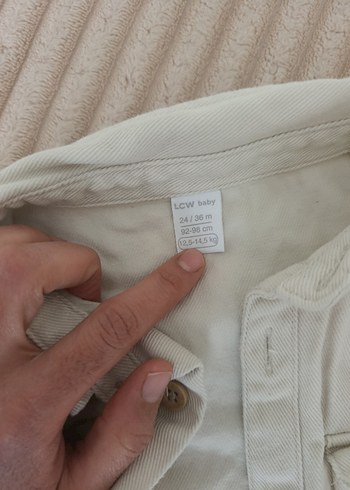 LCW baby
24 / 36 m
92-98 cm
12,5-14,5 kg